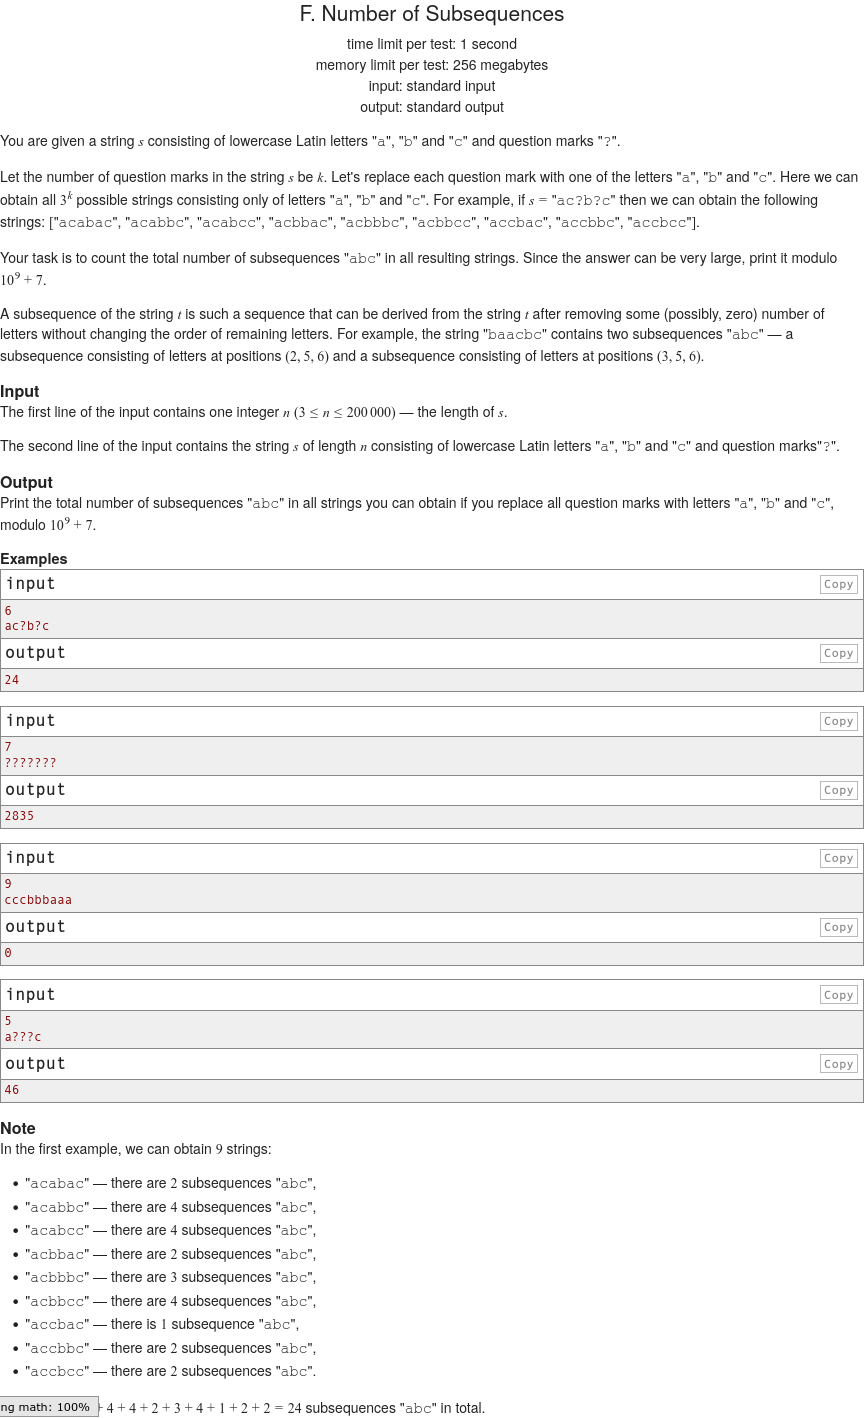 F. Number of Subsequences
time limit per test: 1 second
memory limit per test: 256 megabytes
input: standard input
output: standard output
You are given a string s consisting of lowercase Latin letters "a", "b" and "c" and question marks "?".
Let the number of question marks in the string s be k. Let's replace each question mark with one of the letters "a", "b" and "c". Here we can
obtain all 3^k possible strings consisting only of letters "a", "b" and "c". For example, if s = "ac?b?c" then we can obtain the following
strings: ["acabac", "acabbc", "acabcc", "acbbac", "acbbbc", "acbbcc", "accbac", "accbbc", "accbcc"].
Your task is to count the total number of subsequences "abc" in all resulting strings. Since the answer can be very large, print it modulo
10^9 + 7.
A subsequence of the string t is such a sequence that can be derived from the string t after removing some (possibly, zero) number of
letters without changing the order of remaining letters. For example, the string "baacbc" contains two subsequences "abc" — a
subsequence consisting of letters at positions (2, 5, 6) and a subsequence consisting of letters at positions (3, 5, 6).
Input
The first line of the input contains one integer n (3 ≤ n ≤ 200 000) — the length of s.
The second line of the input contains the string s of length n consisting of lowercase Latin letters "a", "b" and "c" and question marks"?".
Output
Print the total number of subsequences "abc" in all strings you can obtain if you replace all question marks with letters "a", "b" and "c",
modulo 10^9 + 7.
Examples
input Copy
6
ac?b?c
output Copy
24
input Copy
7
???????
output Copy
2835
input Copy
9
cccbbbaaa
output Copy
0
input Copy
5
a???c
output Copy
46
Note
In the first example, we can obtain 9 strings:
• "acabac" — there are 2 subsequences "abc",
• "acabbc" — there are 4 subsequences "abc",
• "acabcc" — there are 4 subsequences "abc",
• "acbbac" — there are 2 subsequences "abc",
• "acbbbc" — there are 3 subsequences "abc",
• "acbbcc" — there are 4 subsequences "abc",
• "accbac" — there is 1 subsequence "abc",
• "accbbc" — there are 2 subsequences "abc",
• "accbcc" — there are 2 subsequences "abc".
ng math: 100% + 4 + 4 + 2 + 3 + 4 + 1 + 2 + 2 = 24 subsequences "abc" in total.